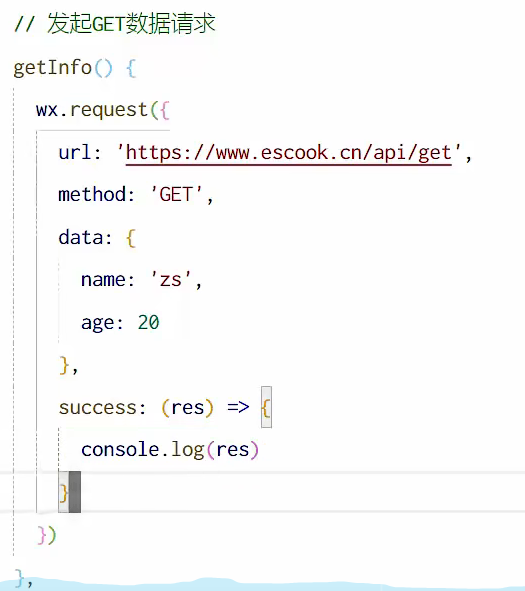 // 发起GET数据请求
getInfo() {
wx.request({
url: 'https://www.escook.cn/api/get',
method: 'GET',
data: {
name: 'zs',
age: 20
},
success: (res) => {
console.log(res)
}
})
},